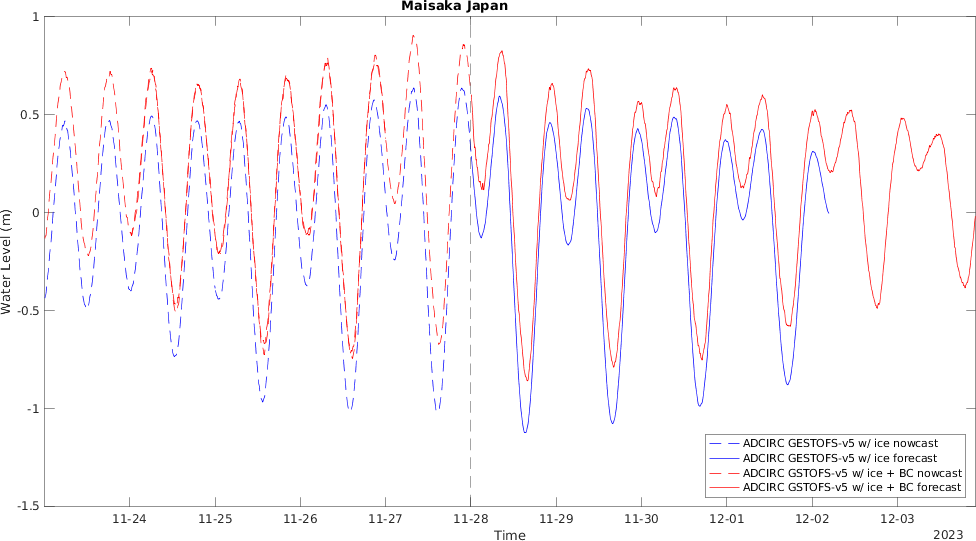 Maisaka Japan
1
0.5
0
-0.5
-1
-1.5
Water Level (m)
ADCIRC GESTOFS-v5 w/ ice nowcast
ADCIRC GESTOFS-v5 w/ ice forecast
ADCIRC GSTOFS-v5 w/ ice + BC nowcast
ADCIRC GSTOFS-v5 w/ ice + BC forecast
11-24
11-25
11-26
11-27
11-28
11-29
11-30
12-01
12-02
12-03
Time
2023